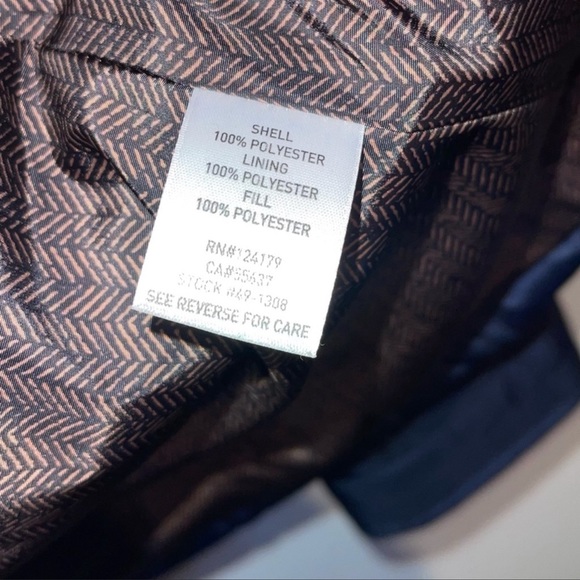 SHELL
100% POLYESTER
LINING
100% POLYESTER
FILL
100% POLYESTER
RN#124179
CA#55637
STOCK #49-1308
SEE REVERSE FOR CARE